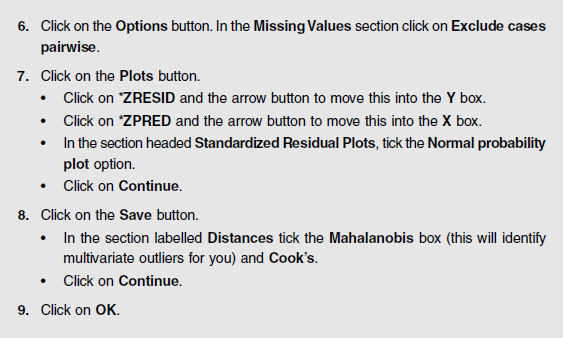 6. Click on the Options button. In the Missing Values section click on Exclude cases
pairwise.
7. Click on the Plots button.
• Click on *ZRESID and the arrow button to move this into the Y box.
• Click on *ZPRED and the arrow button to move this into the X box.
• In the section headed Standardized Residual Plots, tick the Normal probability
plot option.
• Click on Continue.
8. Click on the Save button.
• In the section labelled Distances tick the Mahalanobis box (this will identify
multivariate outliers for you) and Cook's.
• Click on Continue.
9. Click on OK.